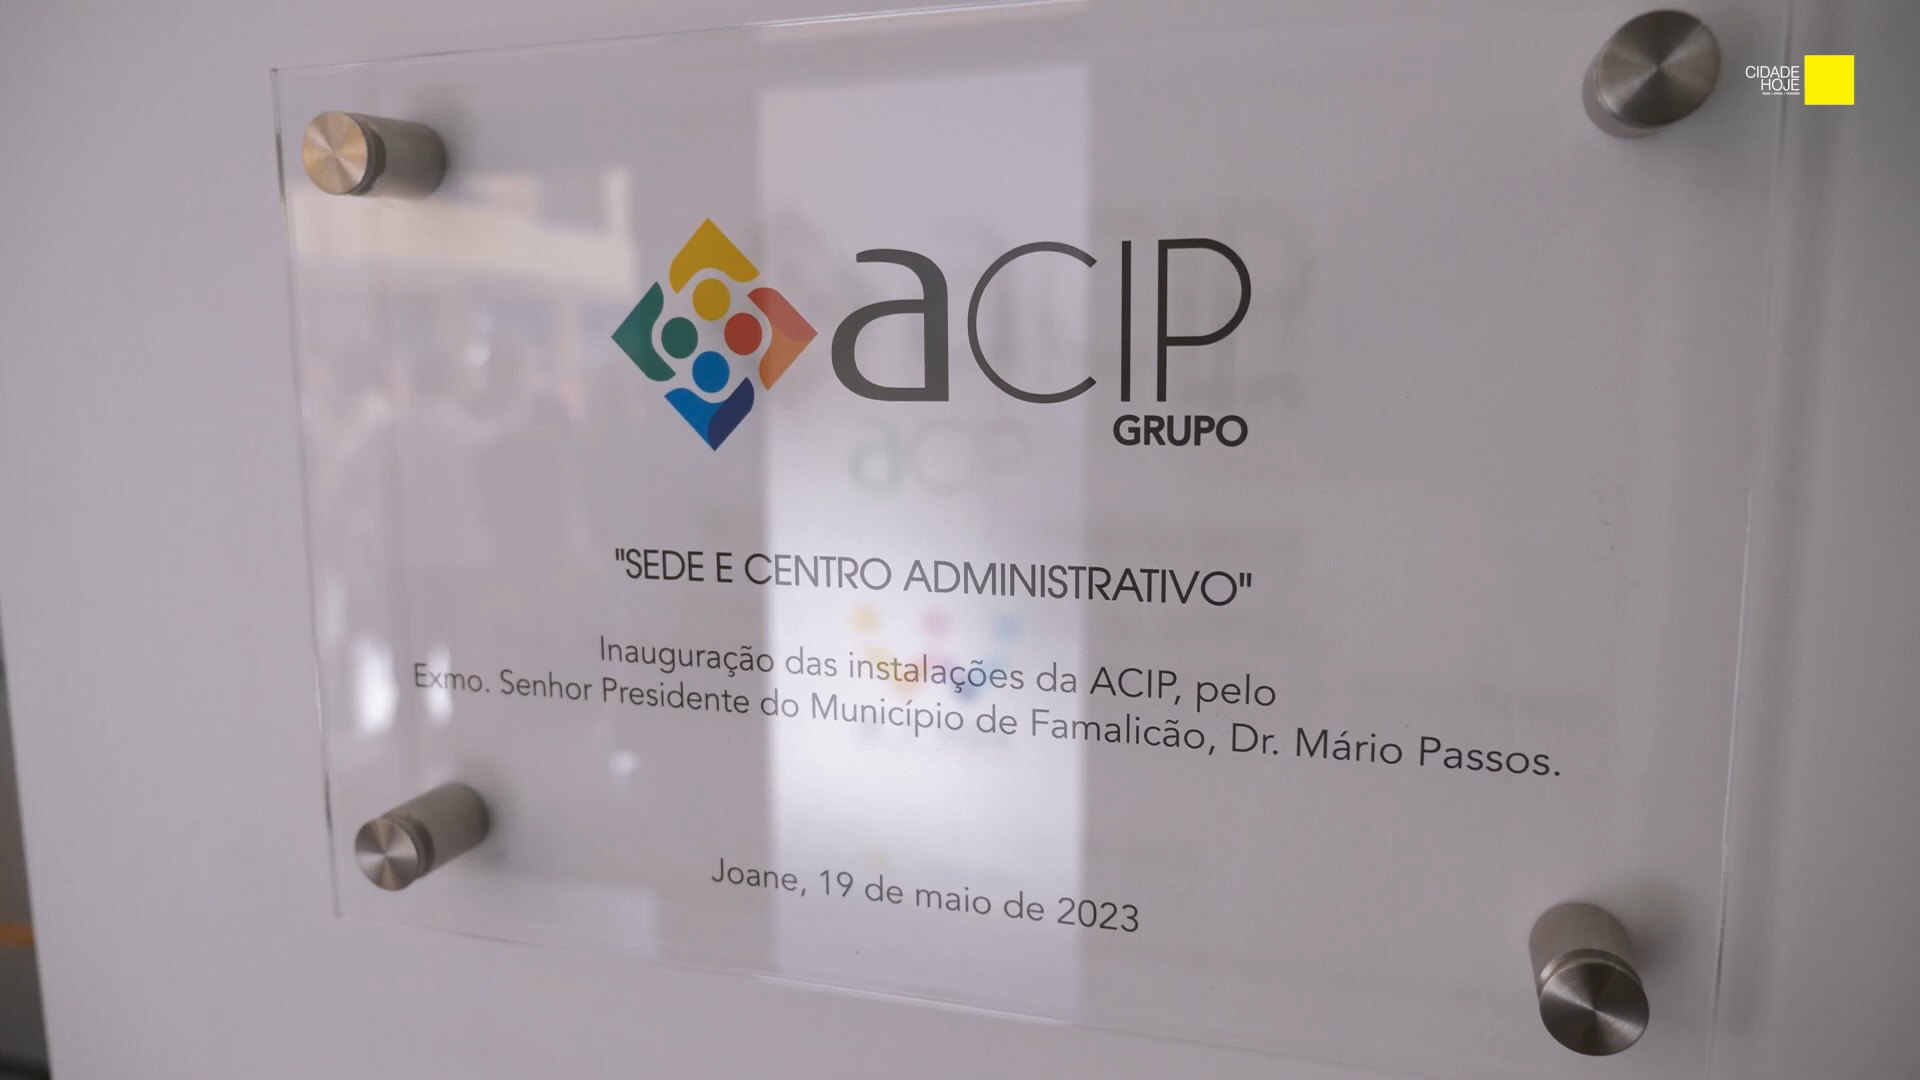 CIDADE
HOJE
aCIP
GRUPO
"SEDE E CENTRO ADMINISTRATIVO"
Inauguração das instalações da ACIP, pelo
Exmo. Senhor Presidente do Município de Famalicão, Dr. Mário Passos.
Joane, 19 de maio de 2023